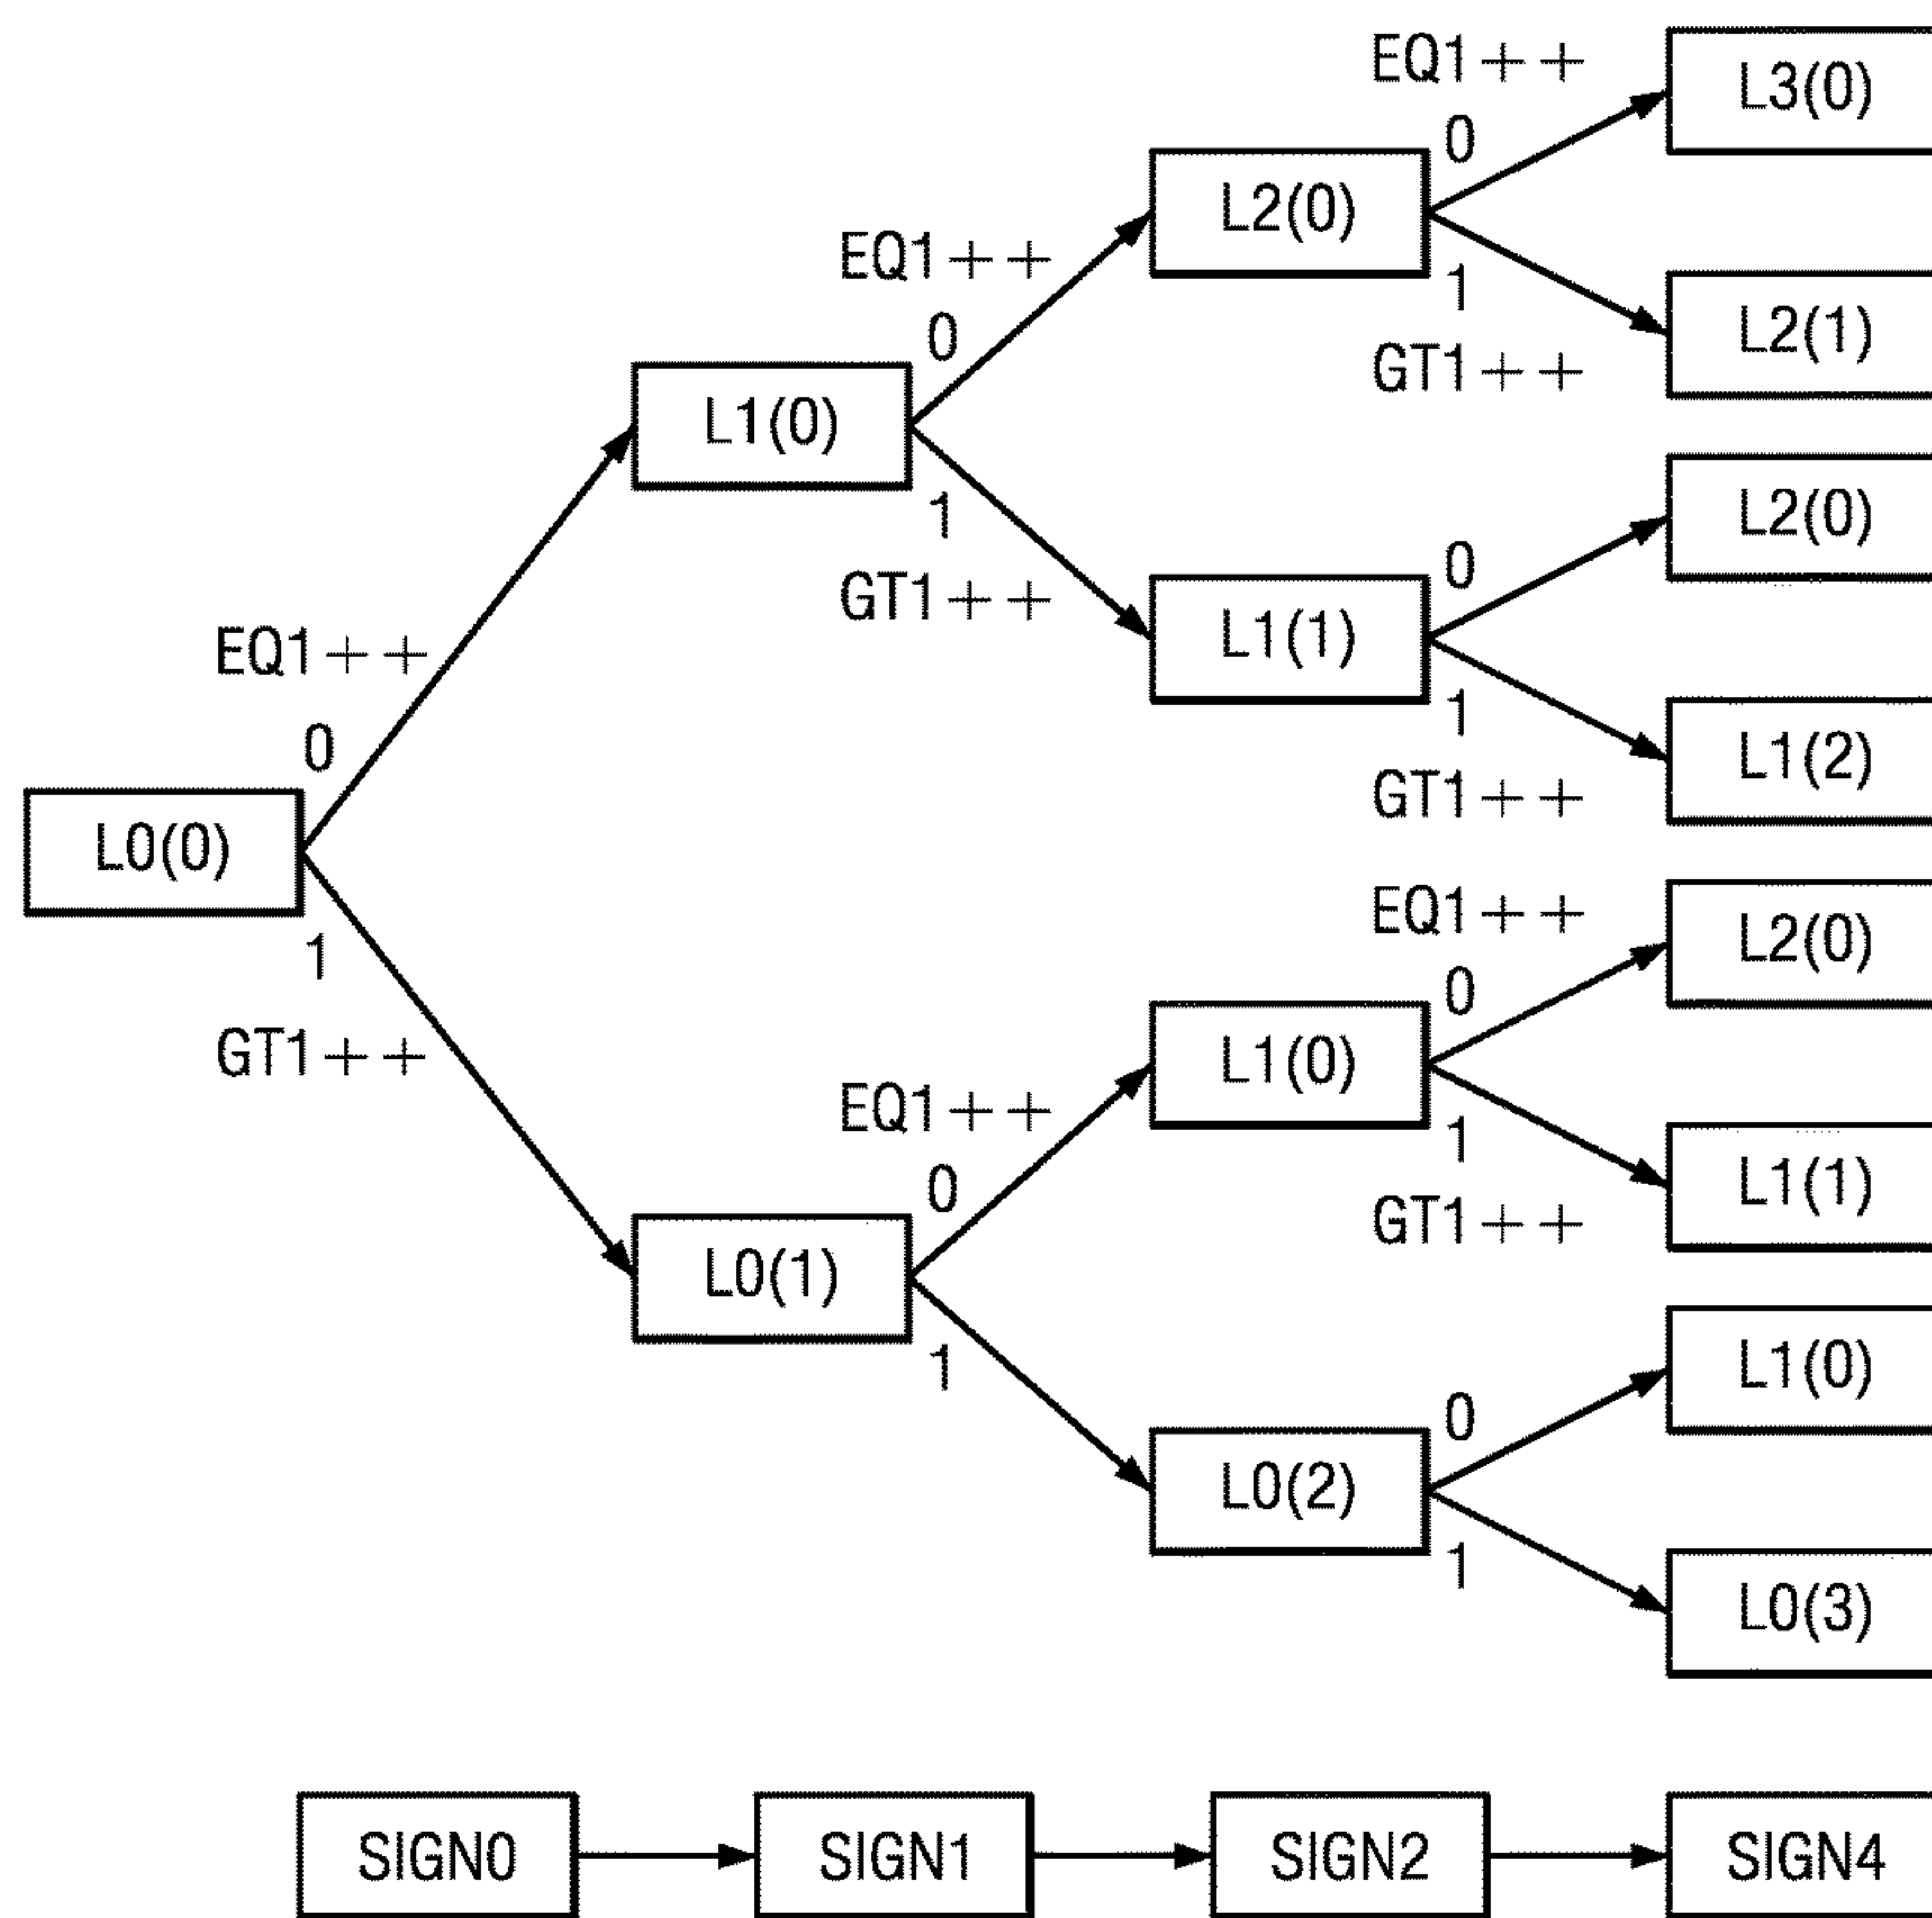 EQ1++
L3(0)
0
L2(0)
EQ1++
1
L2(1)
0
GT1++
L1(0)
L2(0)
1
0
GT1++
L1(1)
EQ1++
1
L1(2)
0
GT1++
L0(0)
EQ1++
L2(0)
1
0
GT1++
L1(0)
EQ1++
1
L1(1)
0
GT1++
L0(1)
L1(0)
1
0
L0(2)
1
L0(3)
SIGN0
SIGN1
SIGN2
SIGN4